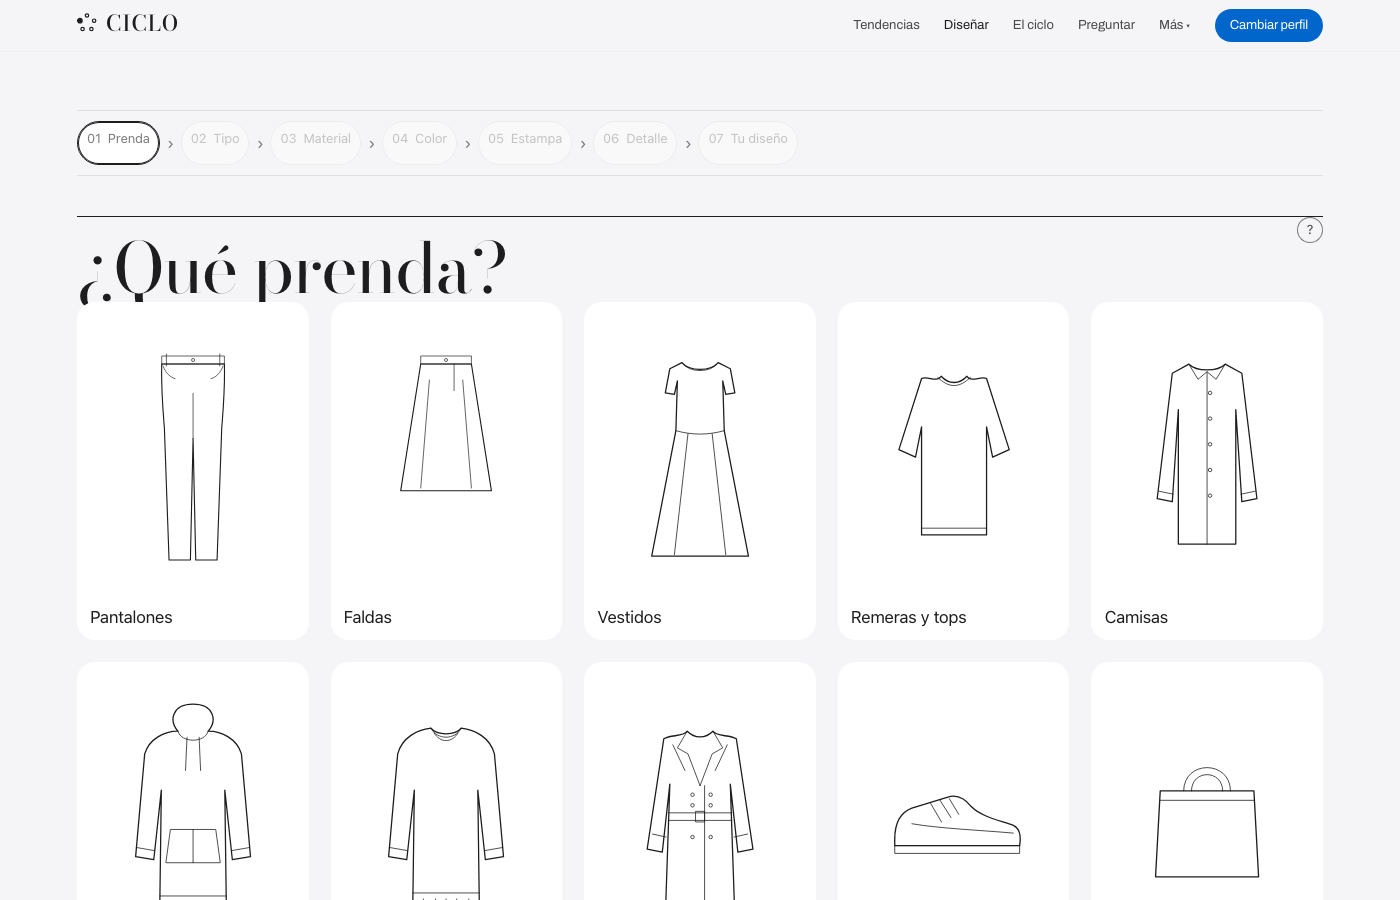 CICLO
Tendencias Diseñar El ciclo Preguntar Más Cambiar perfil
01 Prenda › 02 Tipo › 03 Material › 04 Color › 05 Estampa › 06 Detalle › 07 Tu diseño
?
¿Qué prenda?
Pantalones
Faldas
Vestidos
Remeras y tops
Camisas